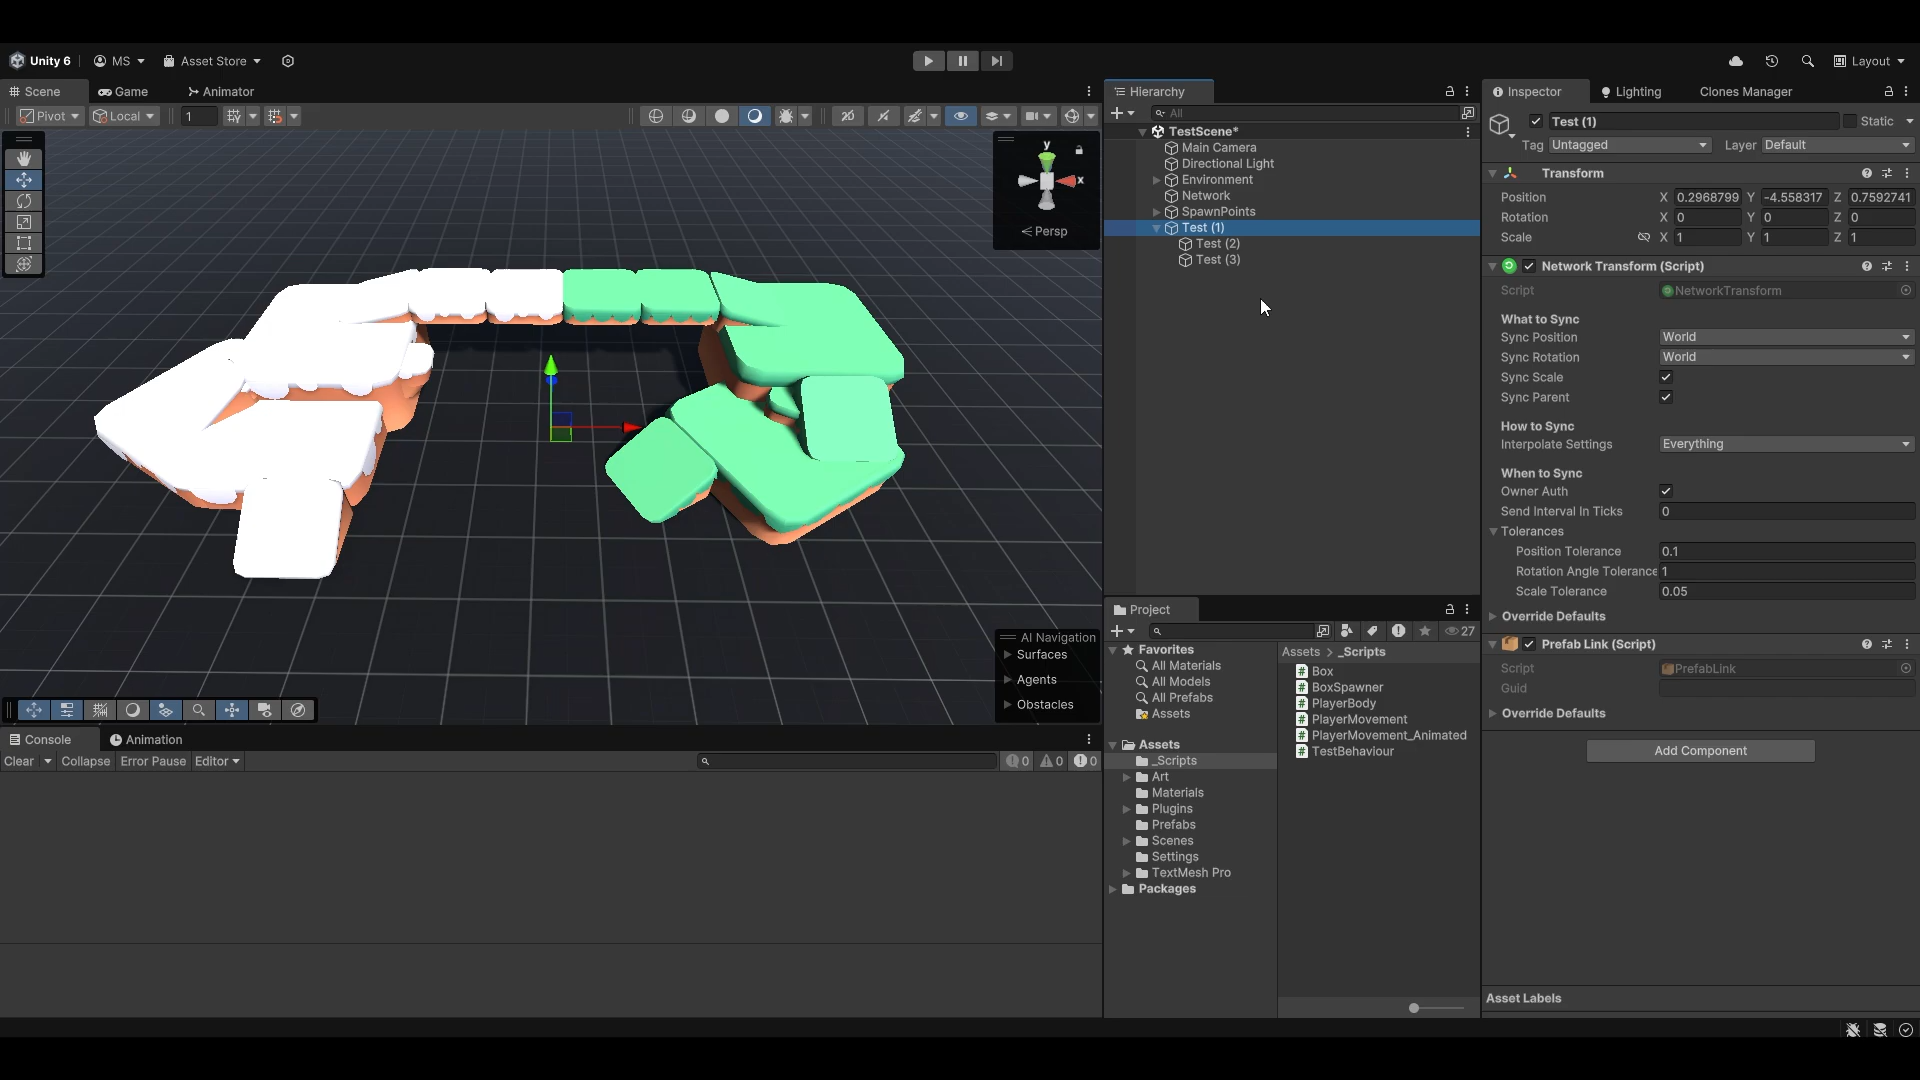 Unity 6
MS
Asset Store
Layout
Scene
Game
Animator
Pivot
Local
1
y
x
Persp
AI Navigation
Surfaces
Agents
Obstacles
Console
Animation
Clear
Collapse
Error Pause
Editor
0
0
0
Hierarchy
All
TestScene*
Main Camera
Directional Light
Environment
Network
SpawnPoints
Test (1)
Test (2)
Test (3)
Project
27
Favorites
All Materials
All Models
All Prefabs
Assets
Assets
_Scripts
Art
Materials
Plugins
Prefabs
Scenes
Settings
TextMesh Pro
Packages
Assets > _Scripts
Box
BoxSpawner
PlayerBody
PlayerMovement
PlayerMovement_Animated
TestBehaviour
Inspector
Lighting
Clones Manager
Test (1)
Static
Tag Untagged Layer Default
Transform
Position X 0.2968799 Y -4.558317 Z 0.7592741
Rotation X 0 Y 0 Z 0
Scale X 1 Y 1 Z 1
Network Transform (Script)
Script NetworkTransform
What to Sync
Sync Position World
Sync Rotation World
Sync Scale
Sync Parent
How to Sync
Interpolate Settings Everything
When to Sync
Owner Auth
Send Interval In Ticks 0
Tolerances
Position Tolerance 0.1
Rotation Angle Tolerance 1
Scale Tolerance 0.05
Override Defaults
Prefab Link (Script)
Script PrefabLink
Guid
Override Defaults
Add Component
Asset Labels